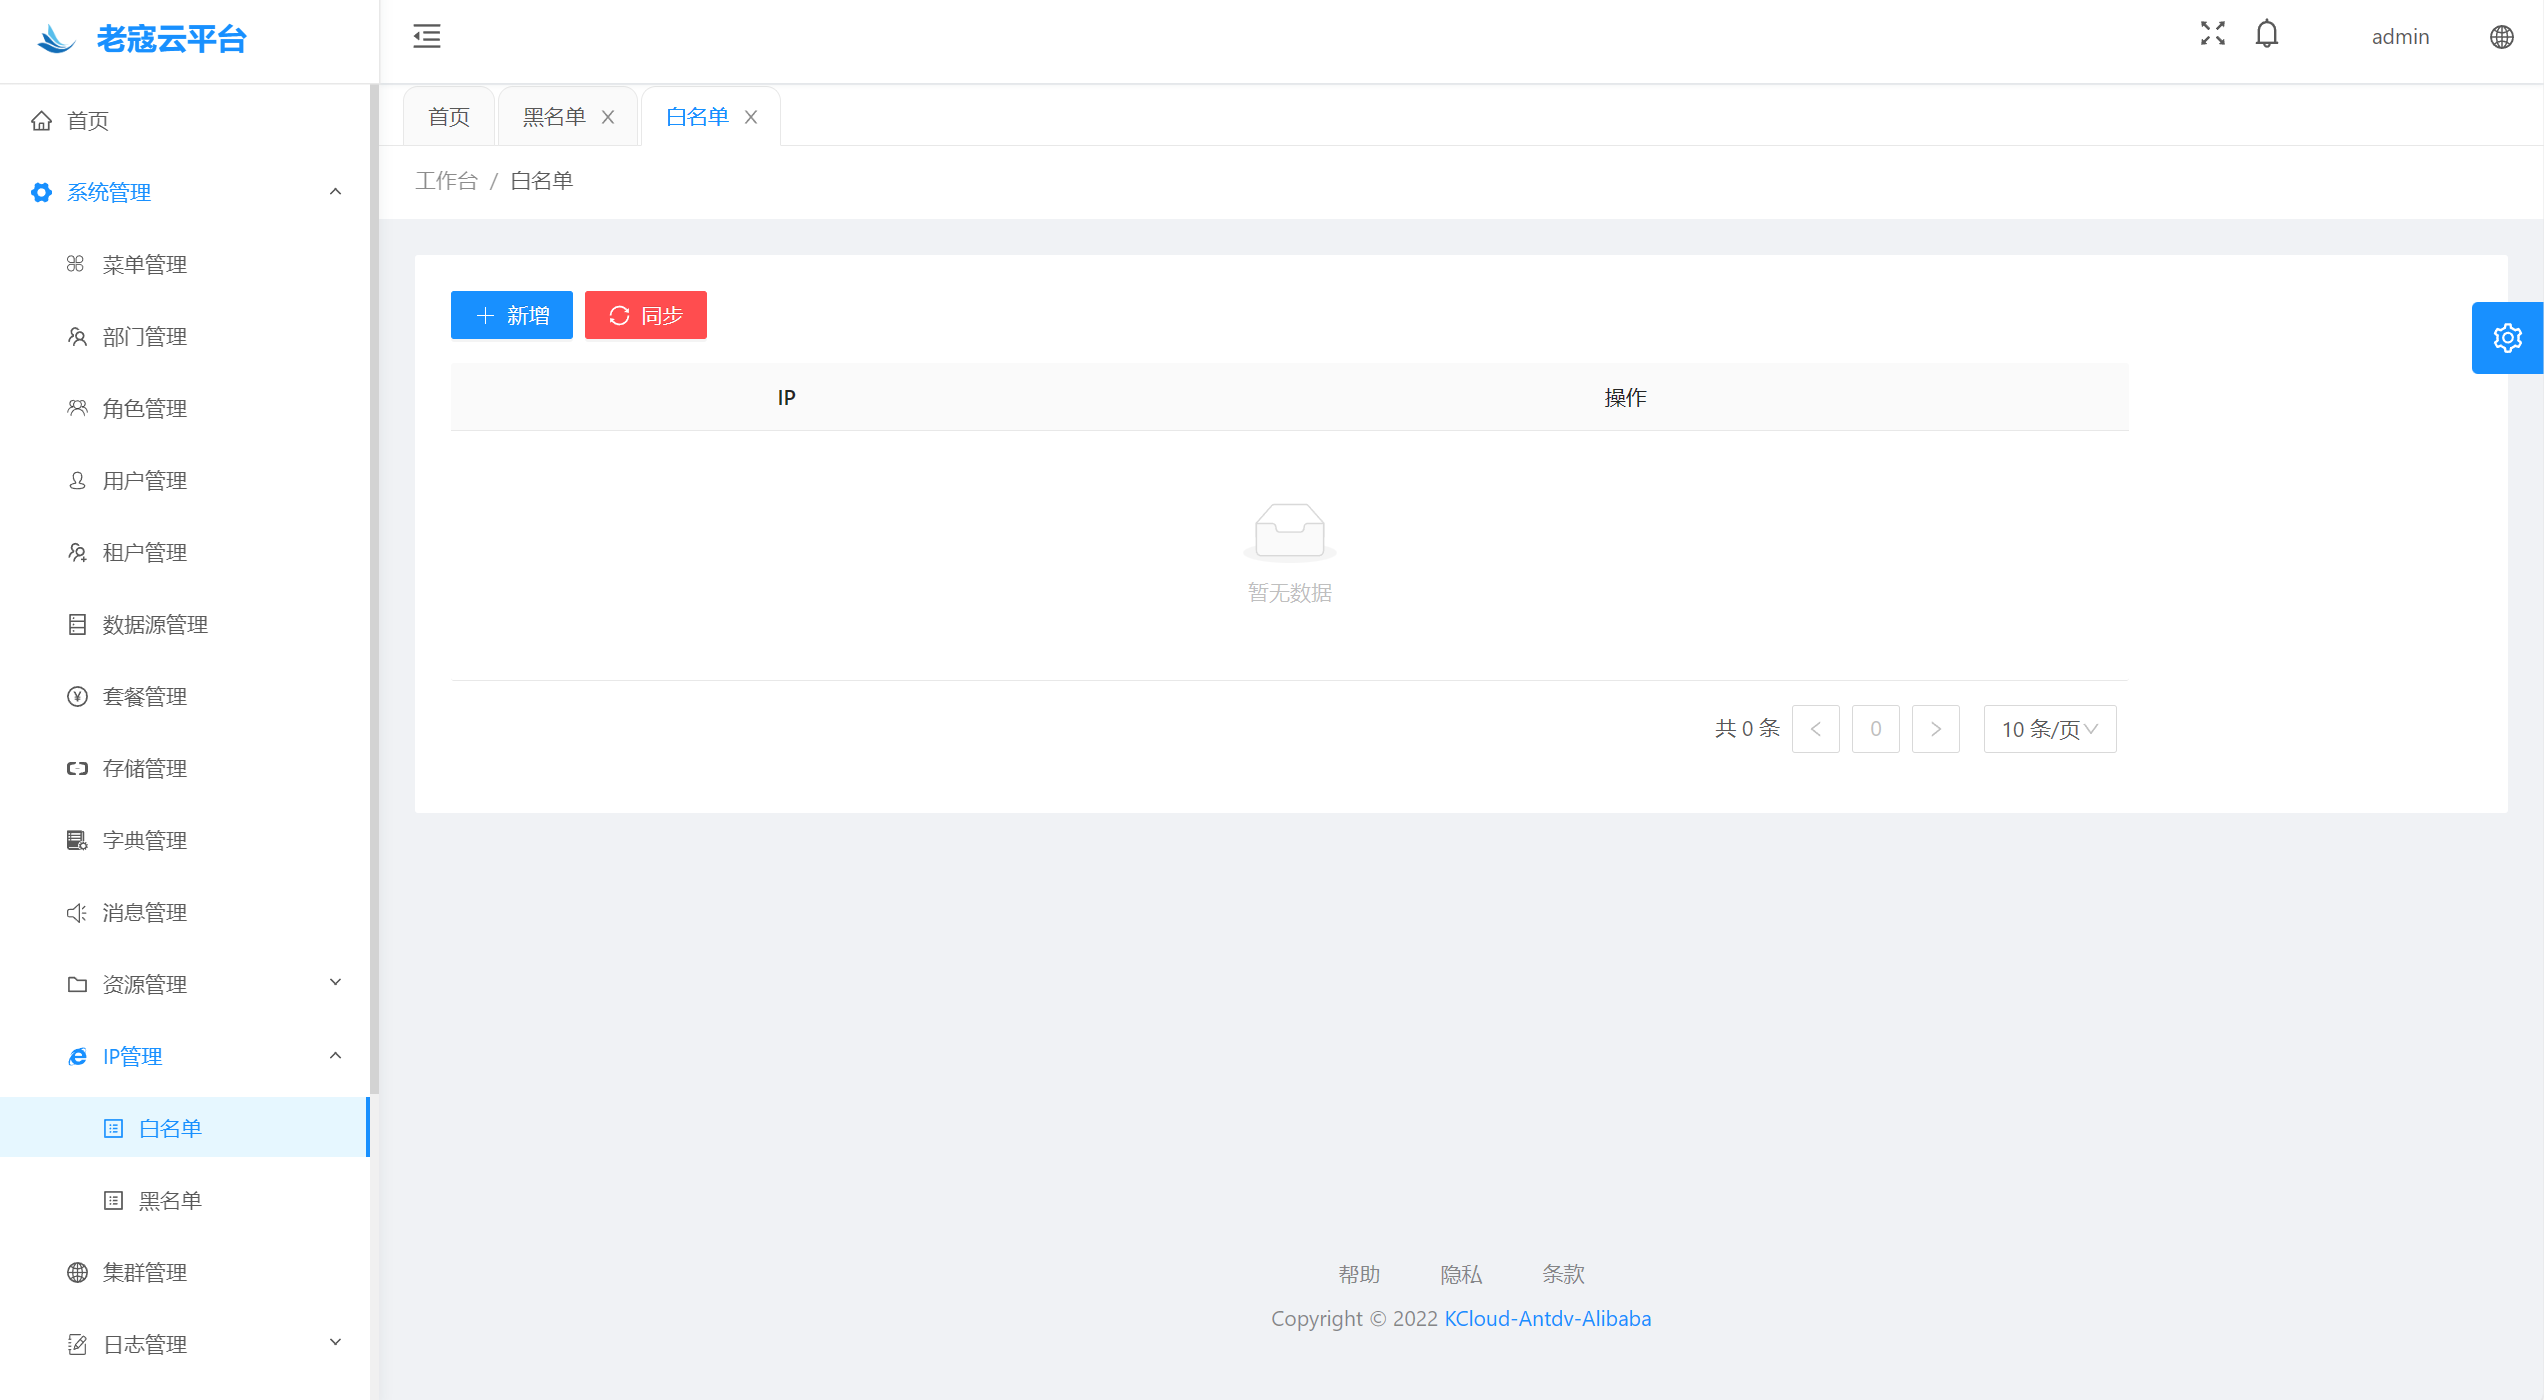 老寇云平台
admin
首页
系统管理
菜单管理
部门管理
角色管理
用户管理
租户管理
数据源管理
套餐管理
存储管理
字典管理
消息管理
资源管理
IP管理
白名单
黑名单
集群管理
日志管理
首页 黑名单 白名单
工作台 / 白名单
新增 同步
IP 操作
暂无数据
共 0 条 0 10 条/页
帮助 隐私 条款
Copyright © 2022 KCloud-Antdv-Alibaba